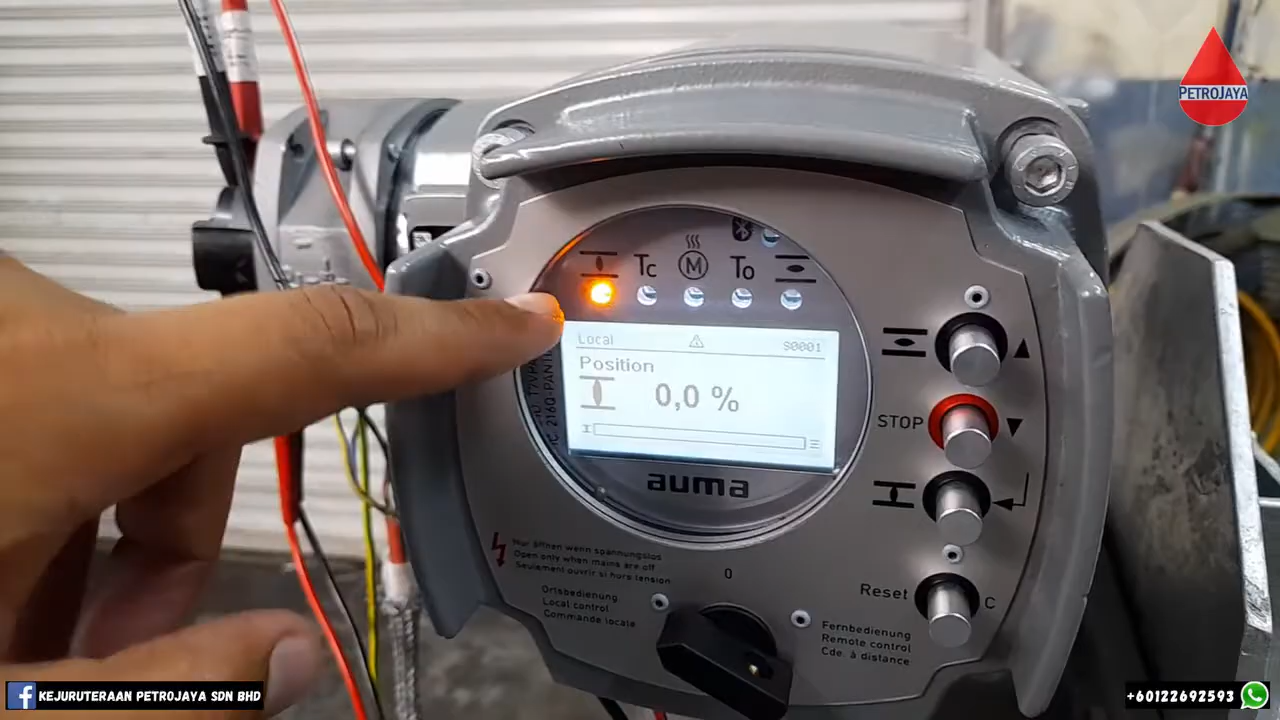 PETROJAYA
Tc
M
To
Local
S0001
Position
0,0 %
auma
STOP
Reset
C
Nur öffnen wenn spannungslos
Open only when mains are off
Seulement ouvrir si hors tension
0
Ortsbedienung
Local control
Commande locale
Fernbedienung
Remote control
Cde. à distance
KEJURUTERAAN PETROJAYA SDN BHD
+60122692593